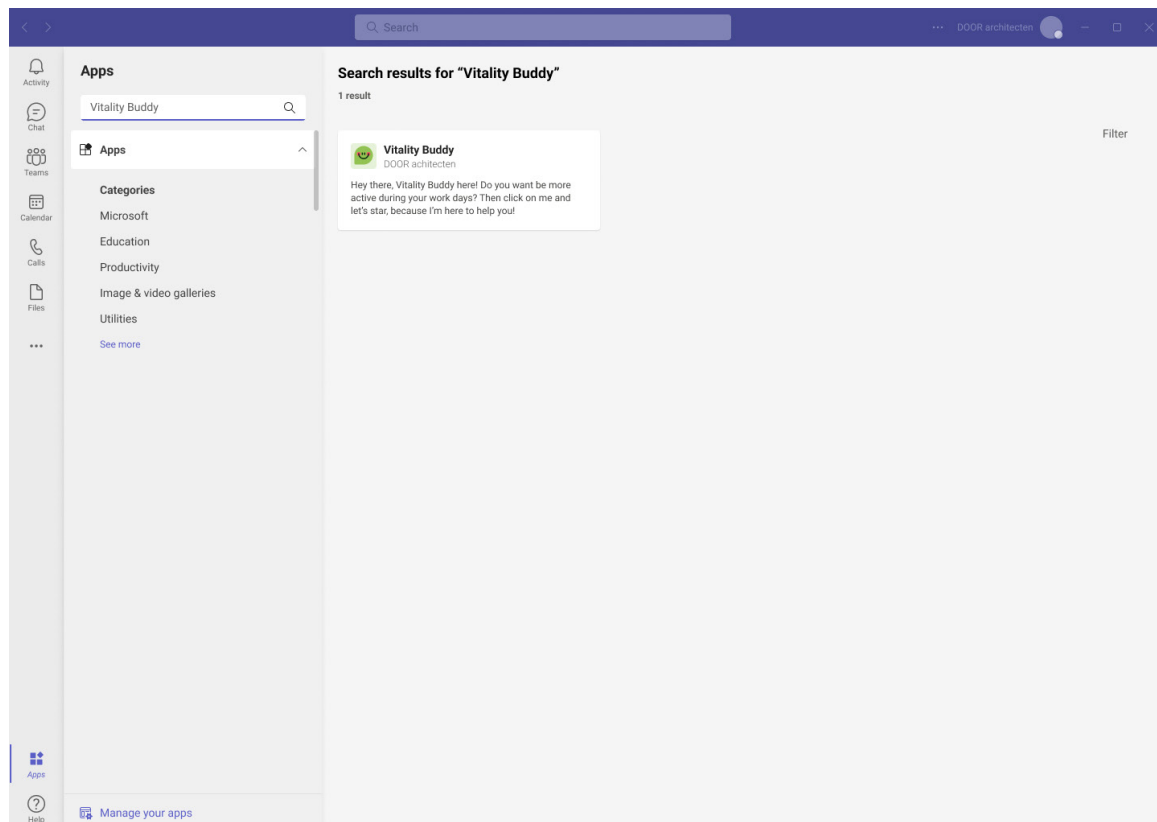 Search
DOOR architecten
Activity
Chat
Teams
Calendar
Calls
Files
Apps
Help
Apps
Vitality Buddy
Apps
Categories
Microsoft
Education
Productivity
Image & video galleries
Utilities
See more
Manage your apps
Search results for “Vitality Buddy”
1 result
Filter
Vitality Buddy
DOOR achitecten
Hey there, Vitality Buddy here! Do you want be more
active during your work days? Then click on me and
let's star, because I'm here to help you!